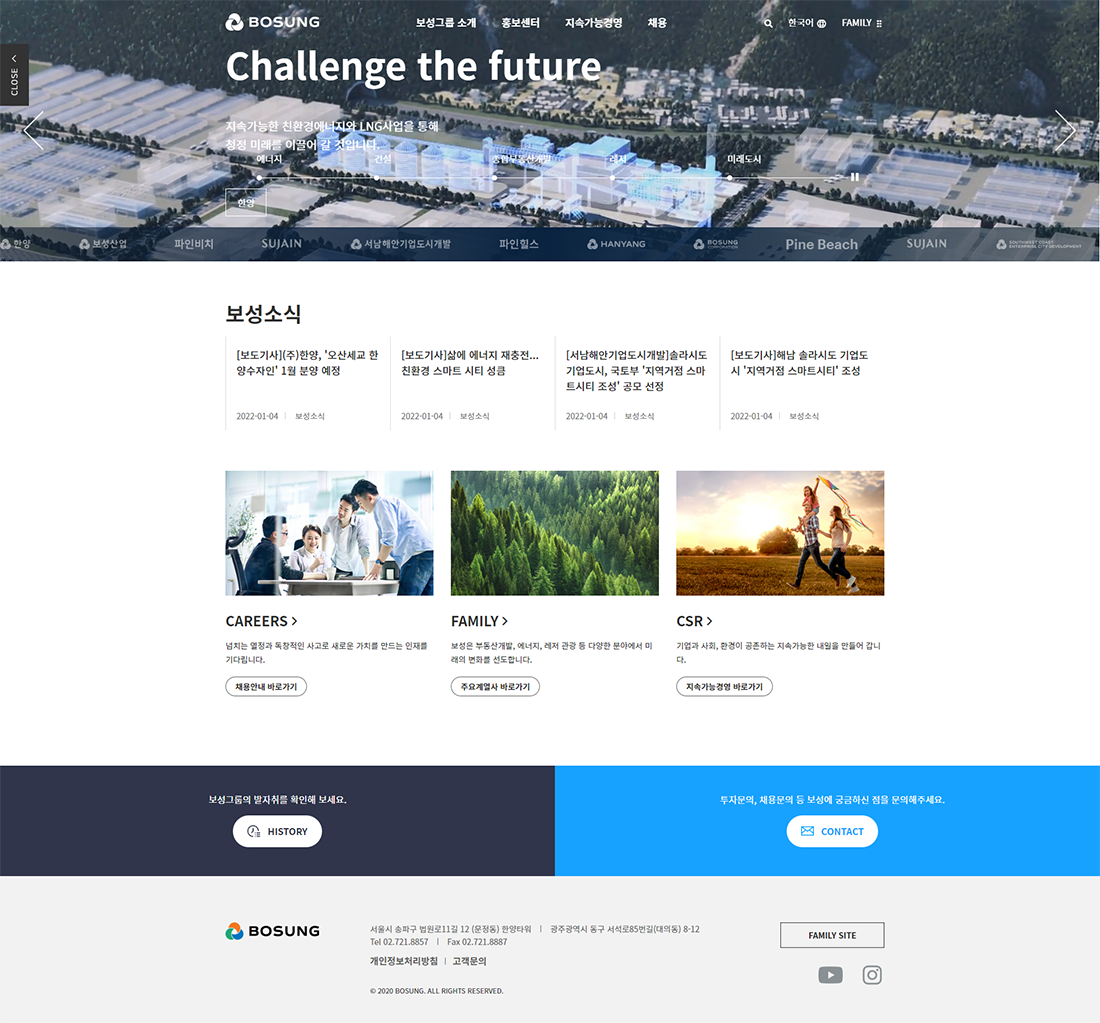 BOSUNG
보성그룹 소개
홍보센터
지속가능경영
채용
한국어
FAMILY
CLOSE
Challenge the future
지속가능한 친환경에너지와 LNG사업을 통해
청정 미래를 이끌어 갈 것입니다.
에너지
건설
종합부동산개발
레저
미래도시
한양
한양
보성산업
파인비치
SUJAIN
서남해안기업도시개발
파인힐스
HANYANG
BOSUNG
CORPORATION
Pine Beach
SUJAIN
SOUTHWEST COAST
ENTERPRISE CITY DEVELOPMENT
보성소식
[보도기사](주)한양, '오산세교 한
양수자인' 1월 분양 예정
2022-01-04
보성소식
[보도기사]삶에 에너지 재충전...
친환경 스마트 시티 성큼
2022-01-04
보성소식
[서남해안기업도시개발]솔라시도
기업도시, 국토부 '지역거점 스마
트시티 조성' 공모 선정
2022-01-04
보성소식
[보도기사]해남 솔라시도 기업도
시 '지역거점 스마트시티' 조성
2022-01-04
보성소식
CAREERS >
넘치는 열정과 독창적인 사고로 새로운 가치를 만드는 인재를
기다립니다.
채용안내 바로가기
FAMILY >
보성은 부동산개발, 에너지, 레저 관광 등 다양한 분야에서 미
래의 변화를 선도합니다.
주요계열사 바로가기
CSR >
기업과 사회, 환경이 공존하는 지속가능한 내일을 만들어 갑니
다.
지속가능경영 바로가기
보성그룹의 발자취를 확인해 보세요.
HISTORY
투자문의, 채용문의 등 보성에 궁금하신 점을 문의해주세요.
CONTACT
BOSUNG
서울시 송파구 법원로11길 12 (문정동) 한양타워 | 광주광역시 동구 서석로85번길(대의동) 8-12
Tel 02.721.8857 | Fax 02.721.8887
개인정보처리방침 | 고객문의
© 2020 BOSUNG. ALL RIGHTS RESERVED.
FAMILY SITE